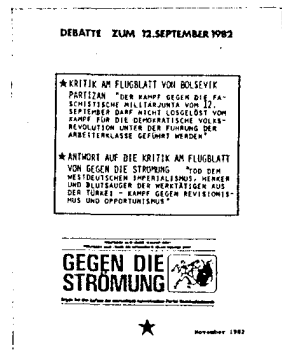 DEBATTE ZUM 12.SEPTEMBER 1982
★KRITIK AM FLUGBLATT VON BOLSEVIK
PARTIZAN "DER KAMPF GEGEN DIE FA-
SCHISTISCHE MILITÄRJUNTA VOM 12.
SEPTEMBER DARF NICHT LOSGELÖST VOM
KAMPF FÜR DIE DEMOKRATISCHE VOLKS-
REVOLUTION UNTER DER FÜHRUNG DER
ARBEITERKLASSE GEFÜHRT WERDEN"
★ANTWORT AUF DIE KRITIK AM FLUGBLATT
VON GEGEN DIE STRÖMUNG "TOD DEM
WESTDEUTSCHEN IMPERIALISMUS, HENKER
UND BLUTSAUGER DER WERKTÄTIGEN AUS
DER TÜRKEI - KAMPF GEGEN REVISIONIS-
MUS UND OPPORTUNISMUS"
GEGEN DIE
STRÖMUNG
★ November 1982